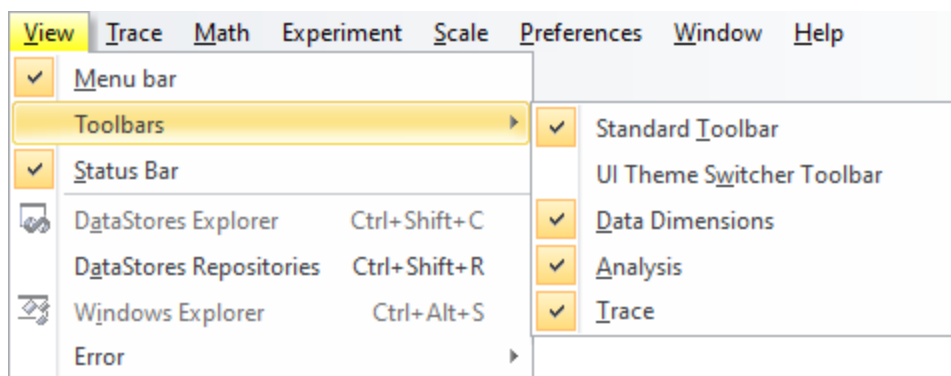 View Trace Math Experiment Scale Preferences Window Help
Menu bar
Toolbars
Status Bar
DataStores Explorer Ctrl+Shift+C
DataStores Repositories Ctrl+Shift+R
Windows Explorer Ctrl+Alt+S
Error
Standard Toolbar
UI Theme Switcher Toolbar
Data Dimensions
Analysis
Trace